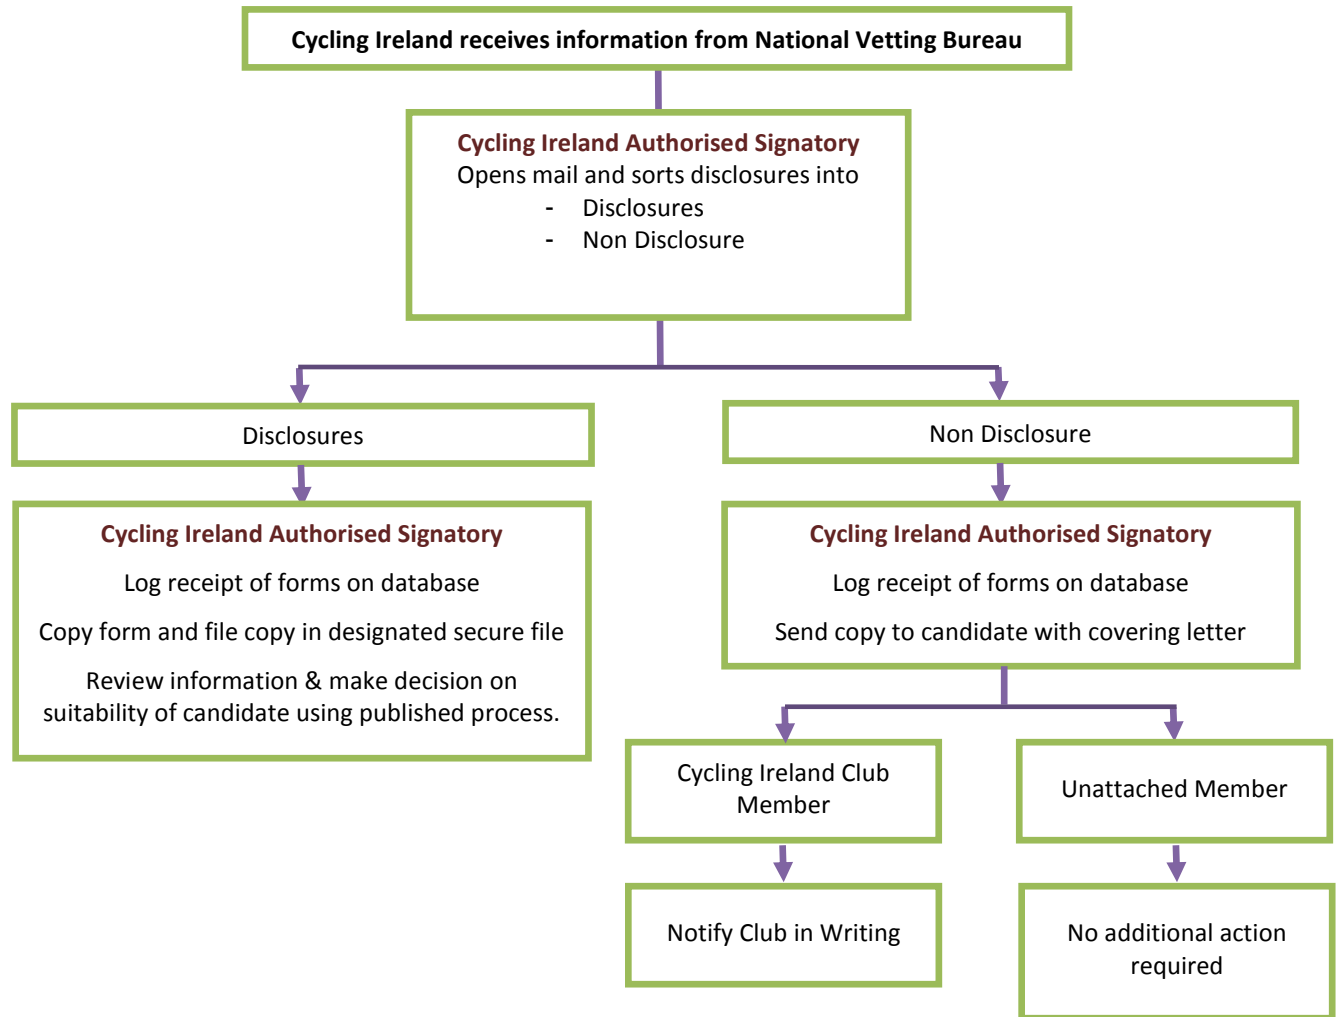 Cycling Ireland receives information from National Vetting Bureau
Cycling Ireland Authorised Signatory
Opens mail and sorts disclosures into
- Disclosures
- Non Disclosure
Disclosures
Non Disclosure
Cycling Ireland Authorised Signatory
Log receipt of forms on database
Copy form and file copy in designated secure file
Review information & make decision on
suitability of candidate using published process.
Cycling Ireland Authorised Signatory
Log receipt of forms on database
Send copy to candidate with covering letter
Cycling Ireland Club
Member
Unattached Member
Notify Club in Writing
No additional action
required